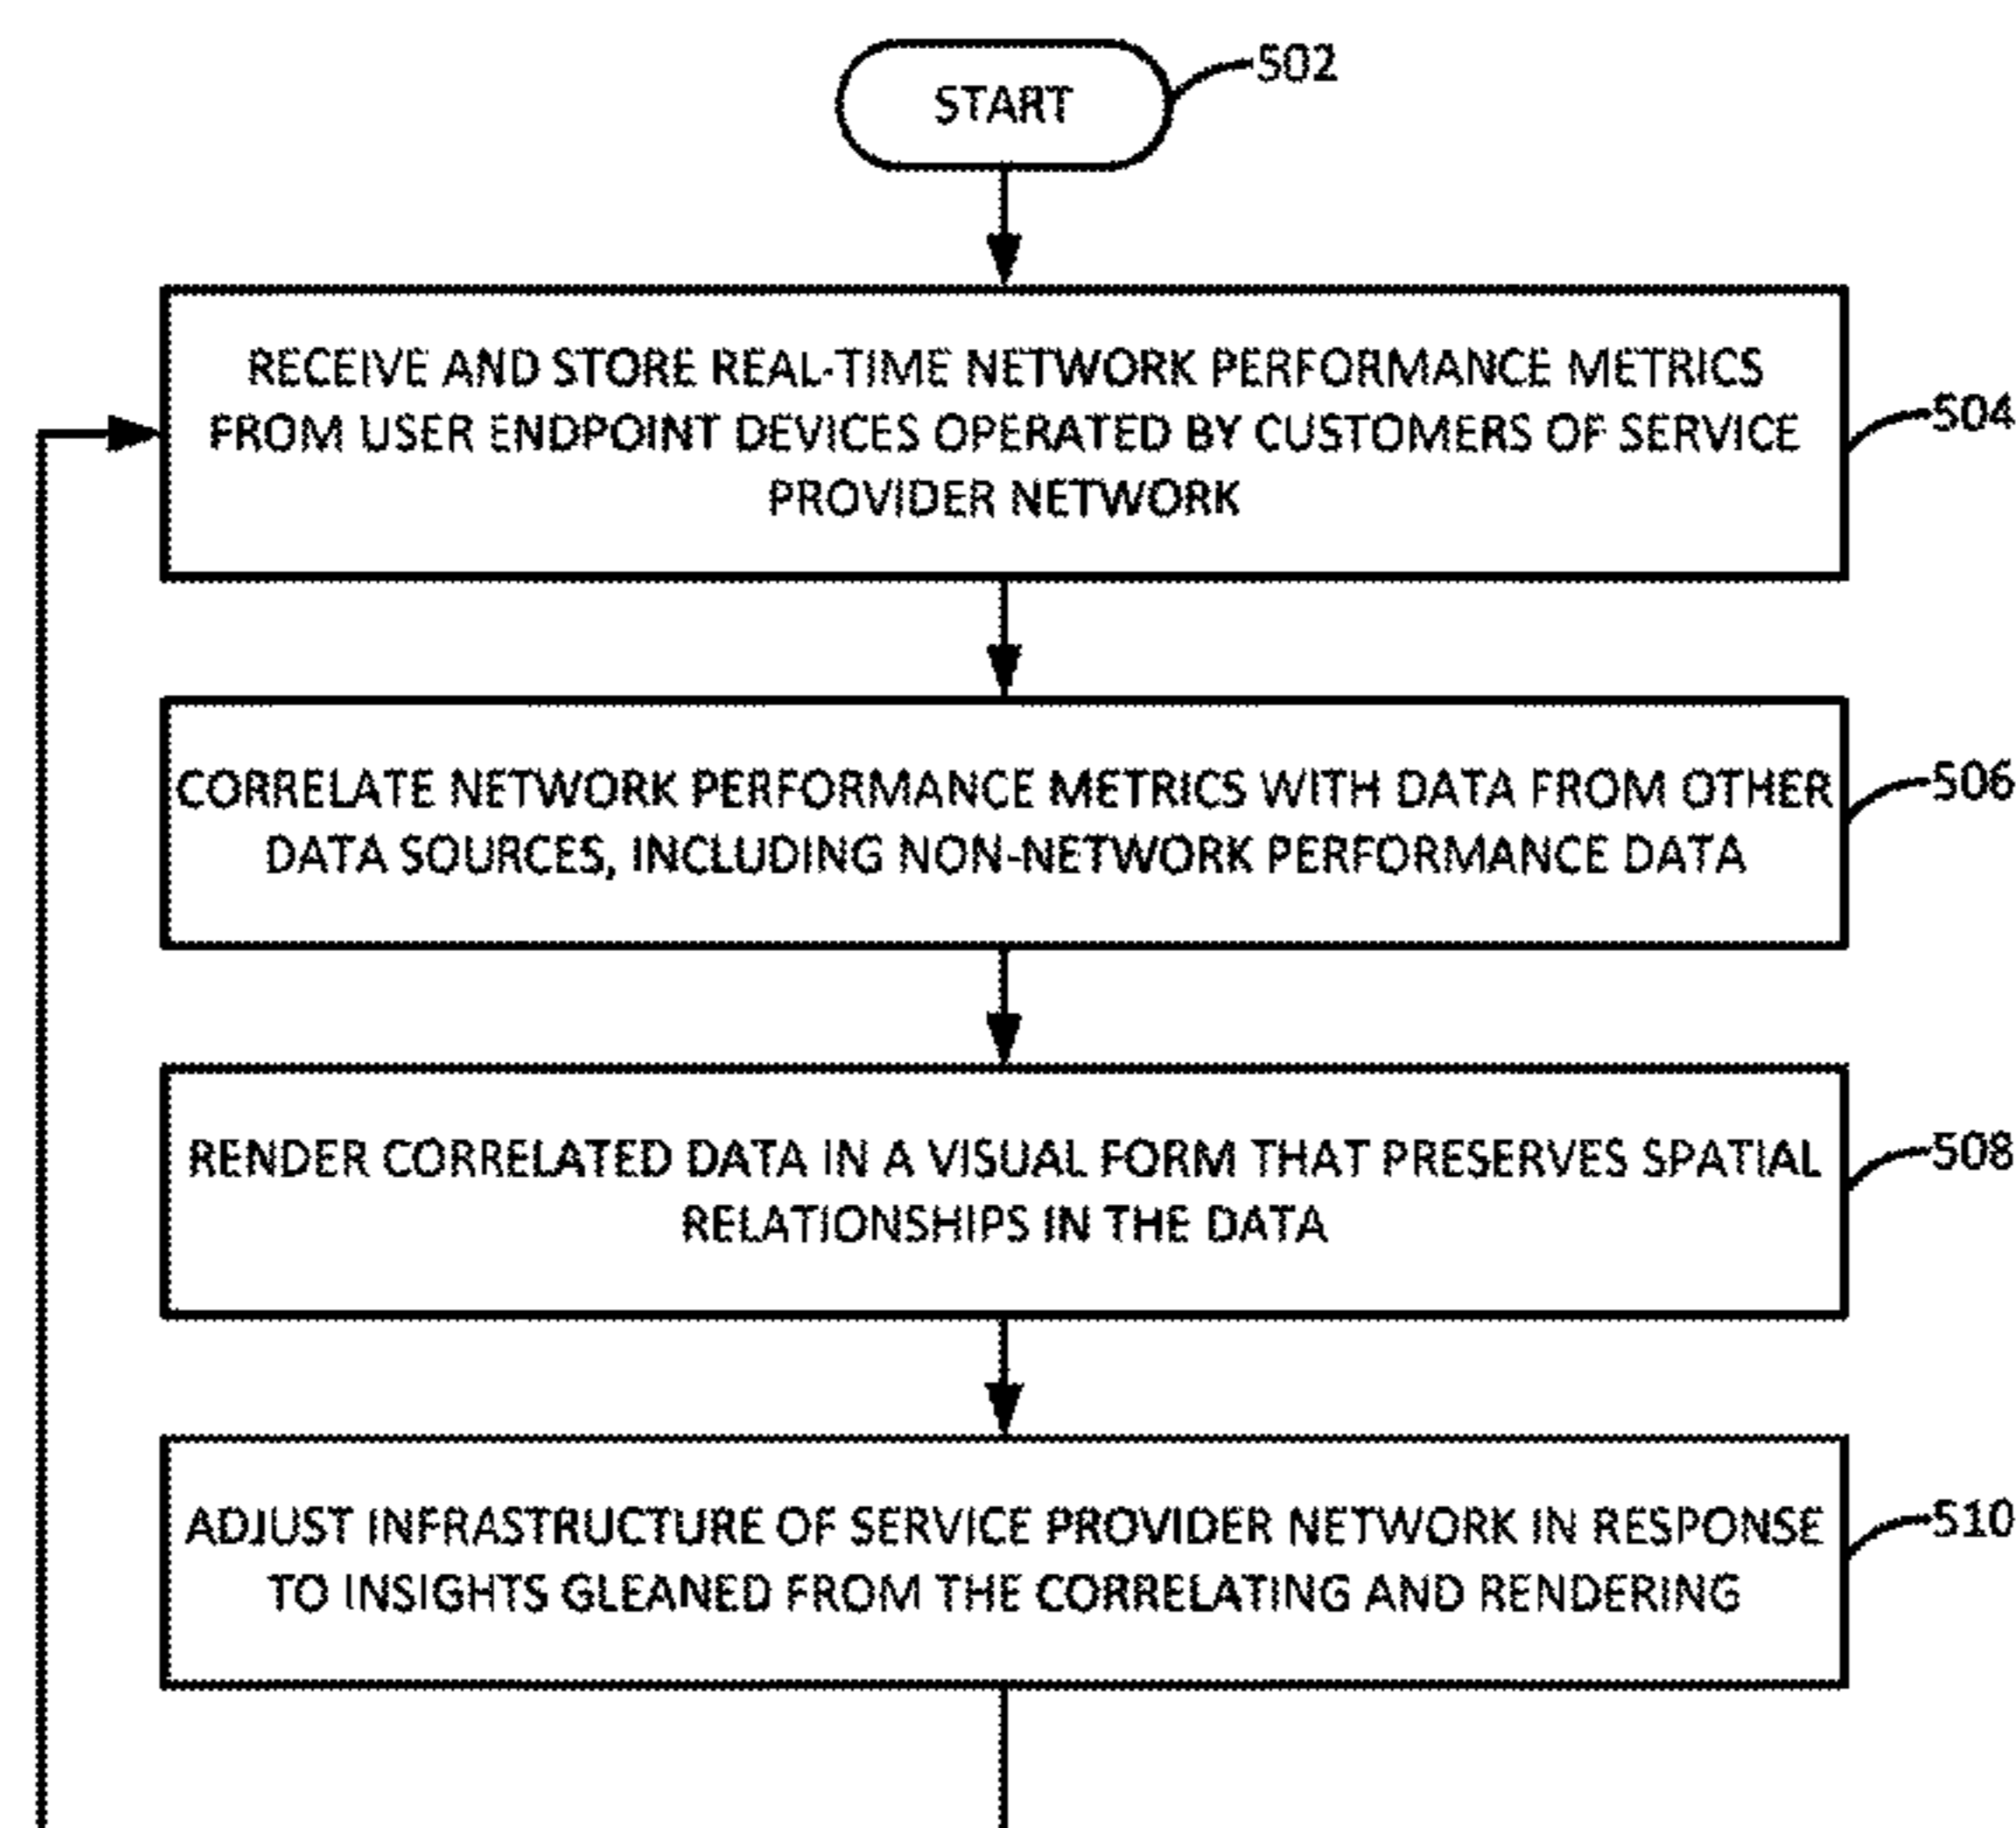 START
502
RECEIVE AND STORE REAL-TIME NETWORK PERFORMANCE METRICS
FROM USER ENDPOINT DEVICES OPERATED BY CUSTOMERS OF SERVICE
PROVIDER NETWORK
504
CORRELATE NETWORK PERFORMANCE METRICS WITH DATA FROM OTHER
DATA SOURCES, INCLUDING NON-NETWORK PERFORMANCE DATA
506
RENDER CORRELATED DATA IN A VISUAL FORM THAT PRESERVES SPATIAL
RELATIONSHIPS IN THE DATA
508
ADJUST INFRASTRUCTURE OF SERVICE PROVIDER NETWORK IN RESPONSE
TO INSIGHTS GLEANED FROM THE CORRELATING AND RENDERING
510